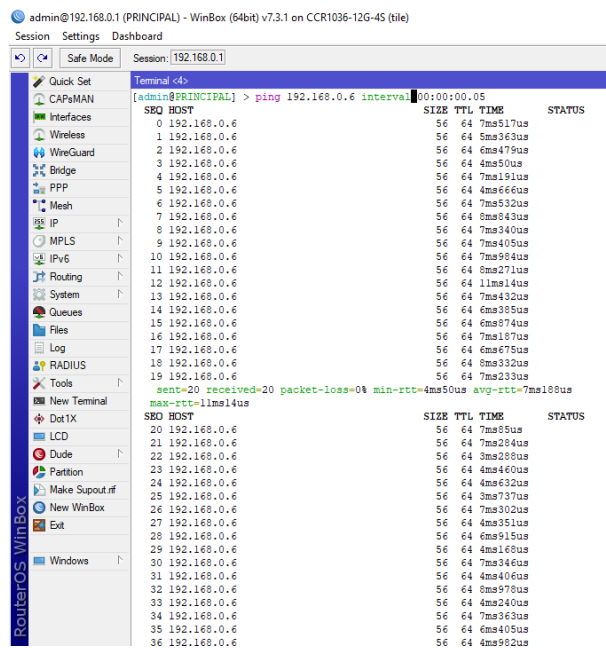 admin@192.168.0.1 (PRINCIPAL) - WinBox (64bit) v7.3.1 on CCR1036-12G-4S (tile)
Session Settings Dashboard
Safe Mode Session: 192.168.0.1
Quick Set
CAPsMAN
Interfaces
Wireless
WireGuard
Bridge
PPP
Mesh
IP
MPLS
IPv6
Routing
System
Queues
Files
Log
RADIUS
Tools
New Terminal
Dot1X
LCD
Dude
Partition
Make Supout.rif
New WinBox
Exit
Windows
RouterOS WinBox
Terminal <4>
[admin@PRINCIPAL] > ping 192.168.0.6 interval 00:00:00.05
SEQ HOST SIZE TTL TIME STATUS
0 192.168.0.6 56 64 7ms517us
1 192.168.0.6 56 64 5ms363us
2 192.168.0.6 56 64 6ms479us
3 192.168.0.6 56 64 4ms50us
4 192.168.0.6 56 64 7ms191us
5 192.168.0.6 56 64 4ms666us
6 192.168.0.6 56 64 7ms532us
7 192.168.0.6 56 64 8ms843us
8 192.168.0.6 56 64 7ms340us
9 192.168.0.6 56 64 7ms405us
10 192.168.0.6 56 64 7ms984us
11 192.168.0.6 56 64 8ms271us
12 192.168.0.6 56 64 11ms14us
13 192.168.0.6 56 64 7ms432us
14 192.168.0.6 56 64 6ms385us
15 192.168.0.6 56 64 6ms874us
16 192.168.0.6 56 64 7ms187us
17 192.168.0.6 56 64 6ms675us
18 192.168.0.6 56 64 8ms332us
19 192.168.0.6 56 64 7ms233us
sent=20 received=20 packet-loss=0% min-rtt=4ms50us avg-rtt=7ms188us
max-rtt=11ms14us
SEQ HOST SIZE TTL TIME STATUS
20 192.168.0.6 56 64 7ms85us
21 192.168.0.6 56 64 7ms284us
22 192.168.0.6 56 64 3ms288us
23 192.168.0.6 56 64 4ms460us
24 192.168.0.6 56 64 4ms632us
25 192.168.0.6 56 64 3ms737us
26 192.168.0.6 56 64 7ms302us
27 192.168.0.6 56 64 4ms351us
28 192.168.0.6 56 64 6ms915us
29 192.168.0.6 56 64 4ms168us
30 192.168.0.6 56 64 7ms346us
31 192.168.0.6 56 64 4ms406us
32 192.168.0.6 56 64 8ms978us
33 192.168.0.6 56 64 4ms240us
34 192.168.0.6 56 64 7ms363us
35 192.168.0.6 56 64 6ms405us
36 192.168.0.6 56 64 4ms982us